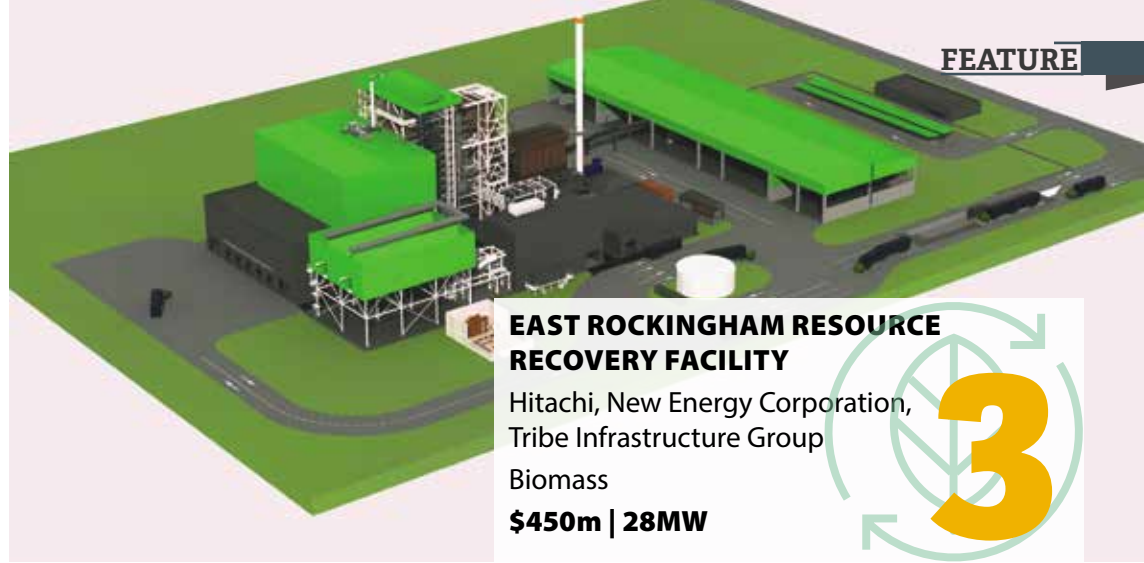 FEATURE
EAST ROCKINGHAM RESOURCE
RECOVERY FACILITY
Hitachi, New Energy Corporation,
Tribe Infrastructure Group
Biomass
$450m | 28MW
3